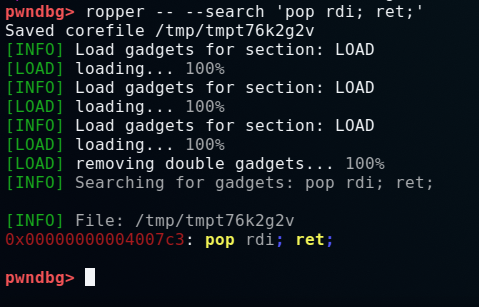 pwndbg> ropper -- --search 'pop rdi; ret;'
Saved corefile /tmp/tmpt76k2g2v
[INFO] Load gadgets for section: LOAD
[LOAD] loading... 100%
[INFO] Load gadgets for section: LOAD
[LOAD] loading... 100%
[INFO] Load gadgets for section: LOAD
[LOAD] loading... 100%
[LOAD] removing double gadgets... 100%
[INFO] Searching for gadgets: pop rdi; ret;
[INFO] File: /tmp/tmpt76k2g2v
0x00000000004007c3: pop rdi; ret;
pwndbg>